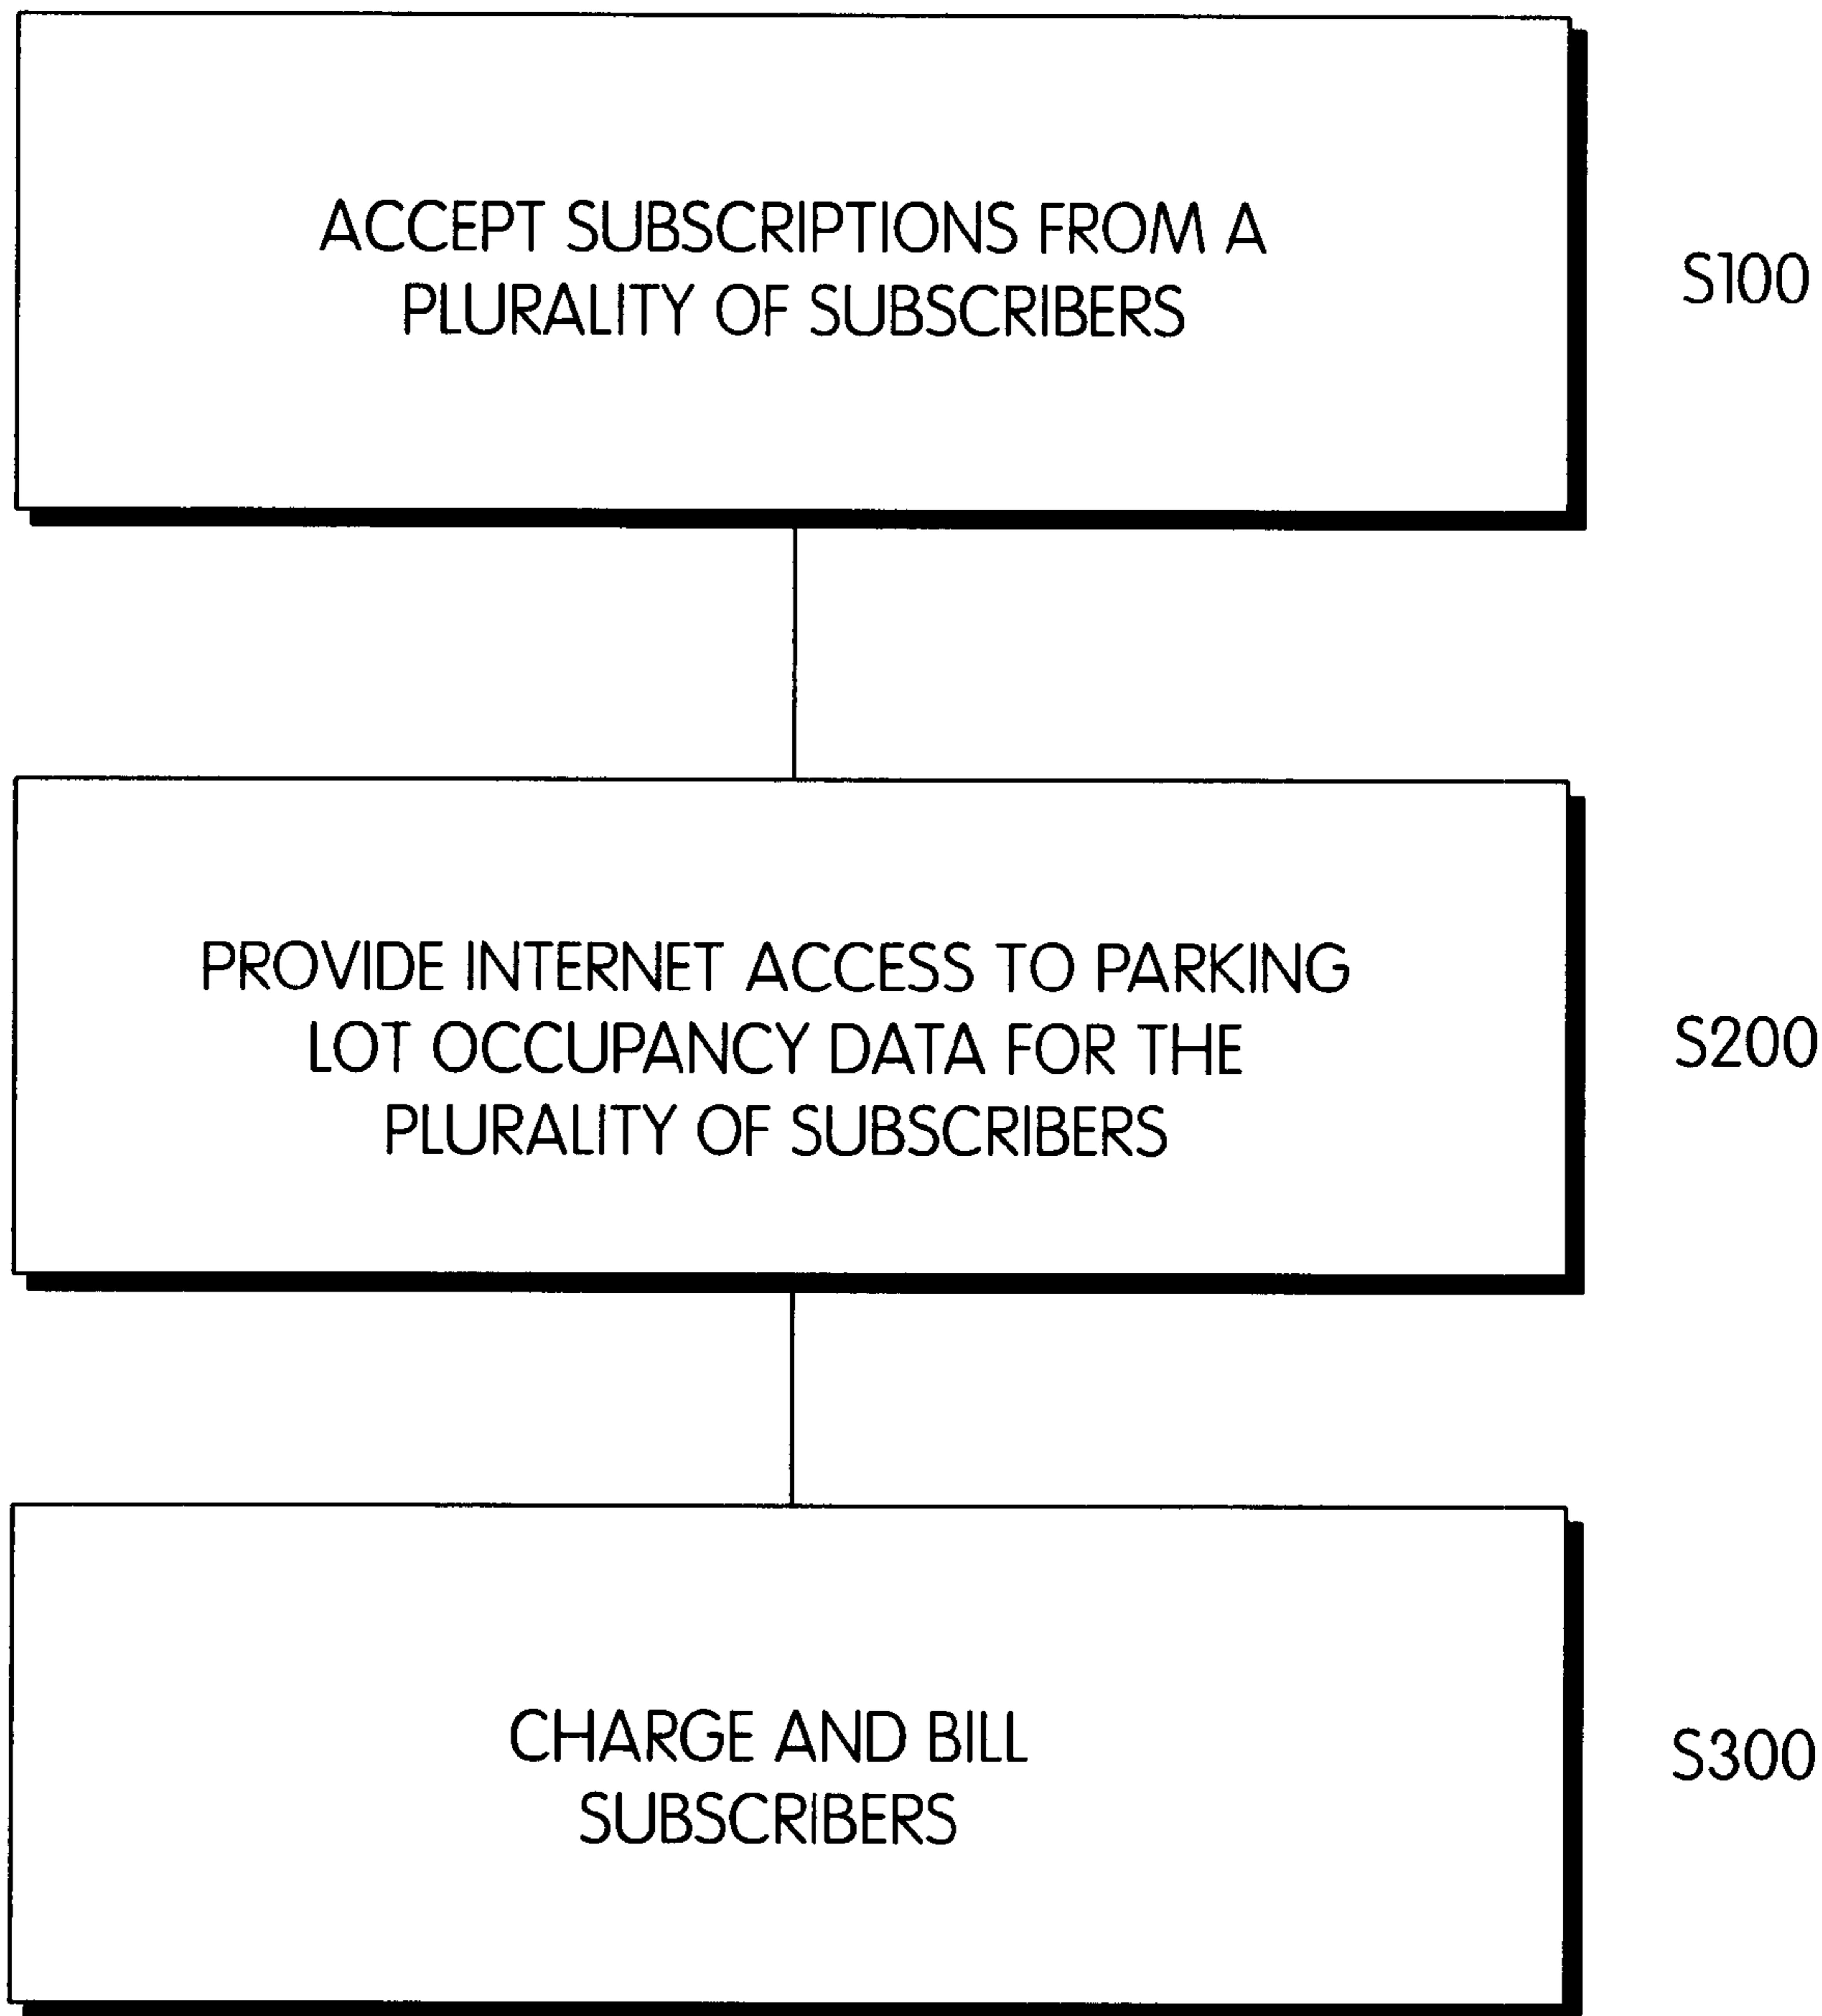 ACCEPT SUBSCRIPTIONS FROM A
PLURALITY OF SUBSCRIBERS
S100
PROVIDE INTERNET ACCESS TO PARKING
LOT OCCUPANCY DATA FOR THE
PLURALITY OF SUBSCRIBERS
S200
CHARGE AND BILL
SUBSCRIBERS
S300